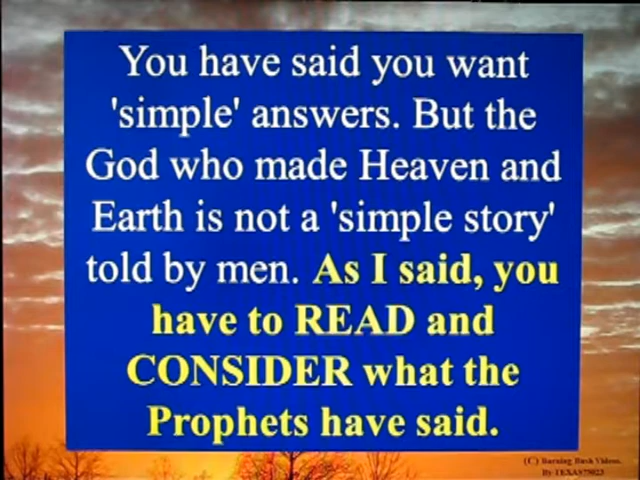 You have said you want
'simple' answers. But the
God who made Heaven and
Earth is not a 'simple story'
told by men. As I said, you
have to READ and
CONSIDER what the
Prophets have said.
(C) Burning Bush Videos.
By TEXAS75023